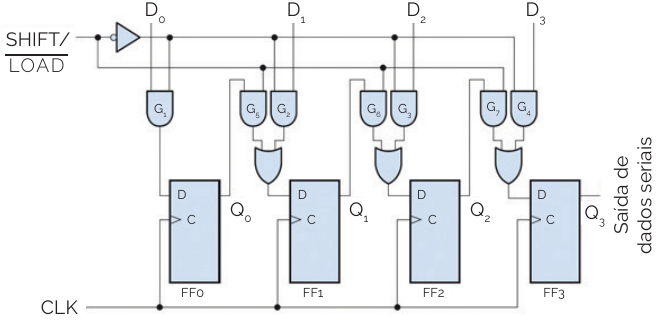 D0 D1 D2 D3
SHIFT/
LOAD
G1 G5 G2 G6 G3 G7 G4
D D D D
Q0 Q1 Q2 Q3
C C C C
FF0 FF1 FF2 FF3
CLK
Saída de
dados seriais